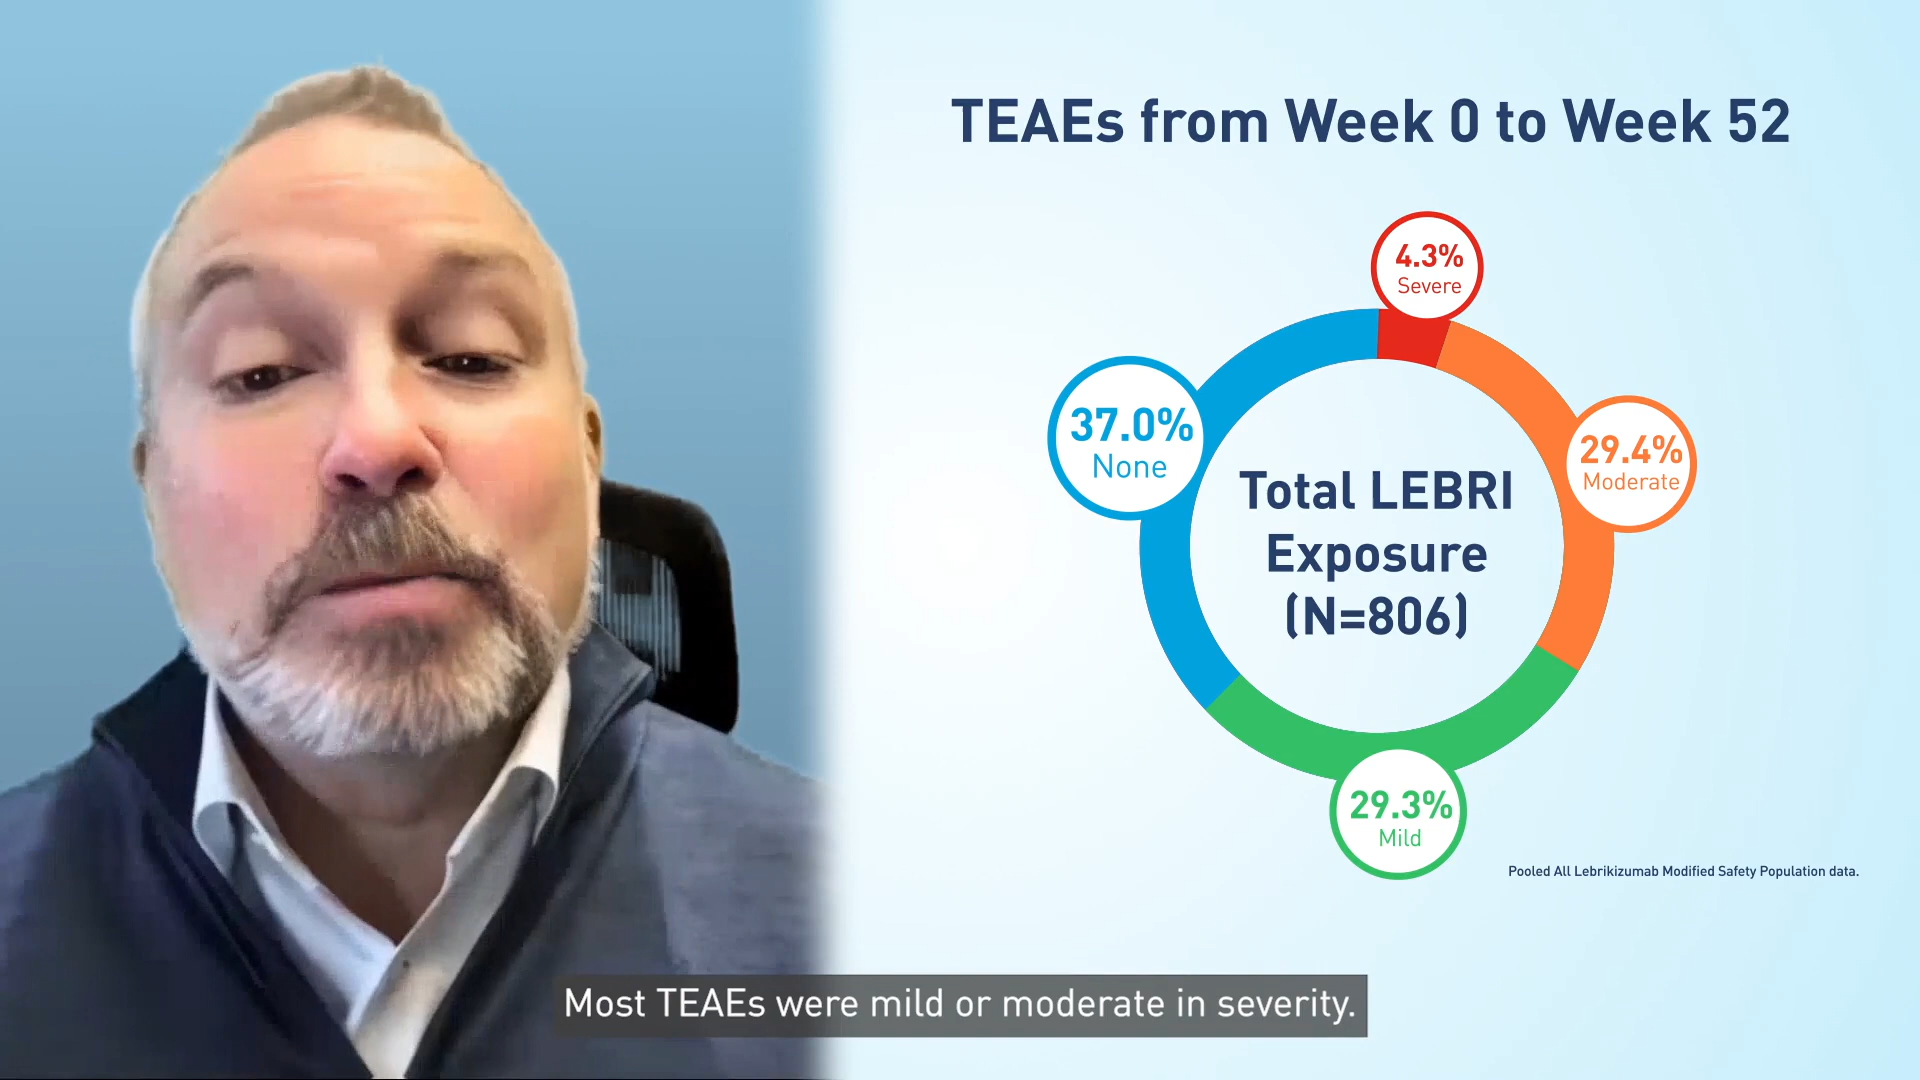 TEAEs from Week 0 to Week 52
4.3%
Severe
37.0%
None
29.4%
Moderate
Total LEBRI
Exposure
(N=806)
29.3%
Mild
Pooled All Lebrikizumab Modified Safety Population data.
Most TEAEs were mild or moderate in severity.